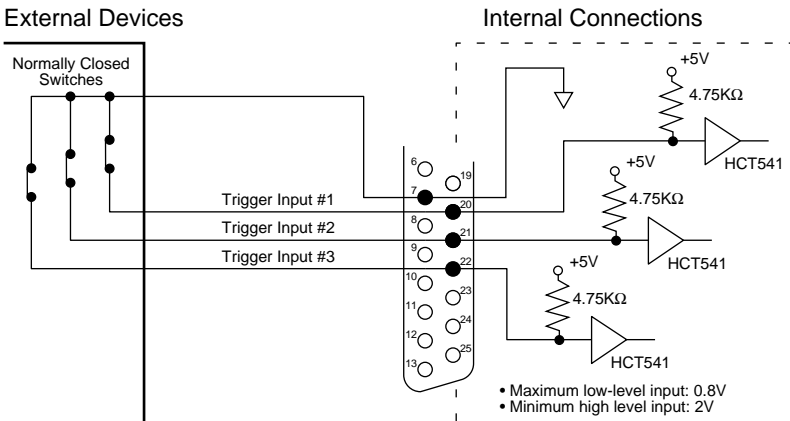 External Devices
Internal Connections
Normally Closed
Switches
+5V
4.75KΩ
HCT541
6
19
7
Trigger Input #1
20
+5V
4.75KΩ
8
Trigger Input #2
21
HCT541
9
Trigger Input #3
22
+5V
10
23
4.75KΩ
11
24
12
25
HCT541
13
• Maximum low-level input: 0.8V
• Minimum high level input: 2V